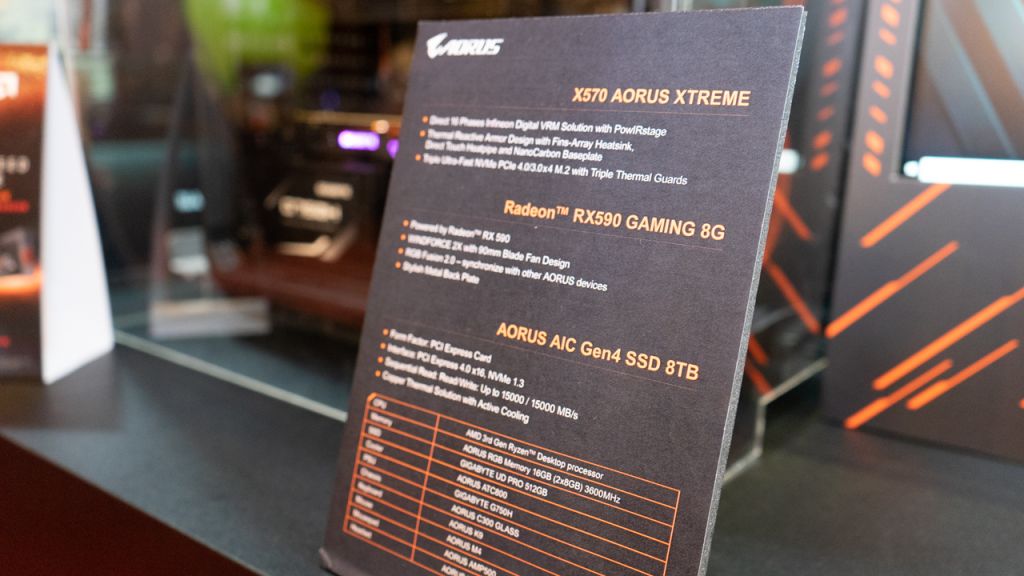 AORUS
X570 AORUS XTREME
Direct 16 Phases Infineon Digital VRM Solution with PowIRstage
Thermal Reactive Armor Design with Fins-Array Heatsink,
Direct Touch Heatpipe and NanoCarbon Baseplate
Triple Ultra-Fast NVMe PCIe 4.0/3.0x4 M.2 with Triple Thermal Guards
Radeon™ RX590 GAMING 8G
Powered by Radeon™ RX 590
WINDFORCE 2X with 90mm Blade Fan Design
RGB Fusion 2.0 – synchronize with other AORUS devices
Stylish Metal Back Plate
AORUS AIC Gen4 SSD 8TB
Form Factor: PCI Express Card
Interface: PCI Express 4.0 x16, NVMe 1.3
Sequential Read /Read/Write: Up to 15000 / 15000 MB/s
Copper Thermal Solution with Active Cooling
CPU AMD 3rd Gen Ryzen™ Desktop processor
Memory AORUS RGB Memory 16GB (2x8GB) 3600MHz
GIGABYTE UD PRO 512GB
AORUS ATC800
GIGABYTE G750H
AORUS C300 GLASS
AORUS K9
AORUS M4
AORUS AMP500
AORUS